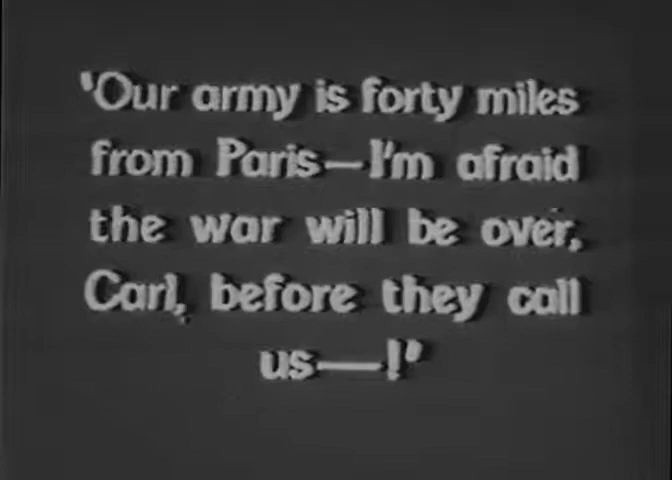 'Our army is forty miles
from Paris—I'm afraid
the war will be over,
Carl, before they call
us—!'